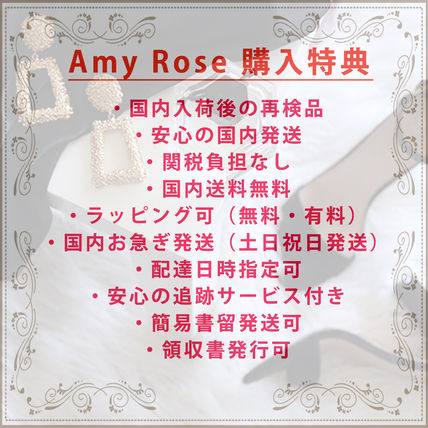 Amy Rose 購入特典
・国内入荷後の再検品
・安心の国内発送
・関税負担なし
・国内送料無料
・ラッピング可（無料・有料）
・国内お急ぎ発送（土日祝日発送）
・配達日時指定可
・安心の追跡サービス付き
・簡易書留発送可
・領収書発行可